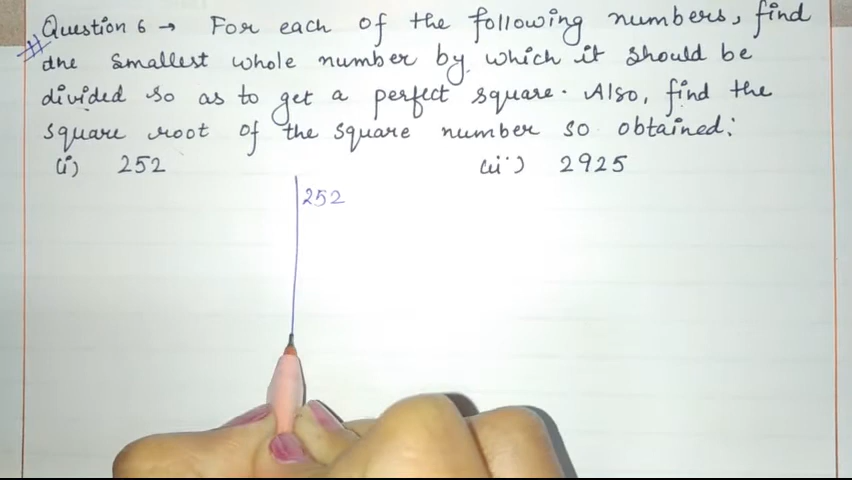 # Question 6 → For each of the following numbers, find
the smallest whole number by which it should be
divided so as to get a perfect square. Also, find the
square root of the square number so obtained:
(i) 252 (ii) 2925
252